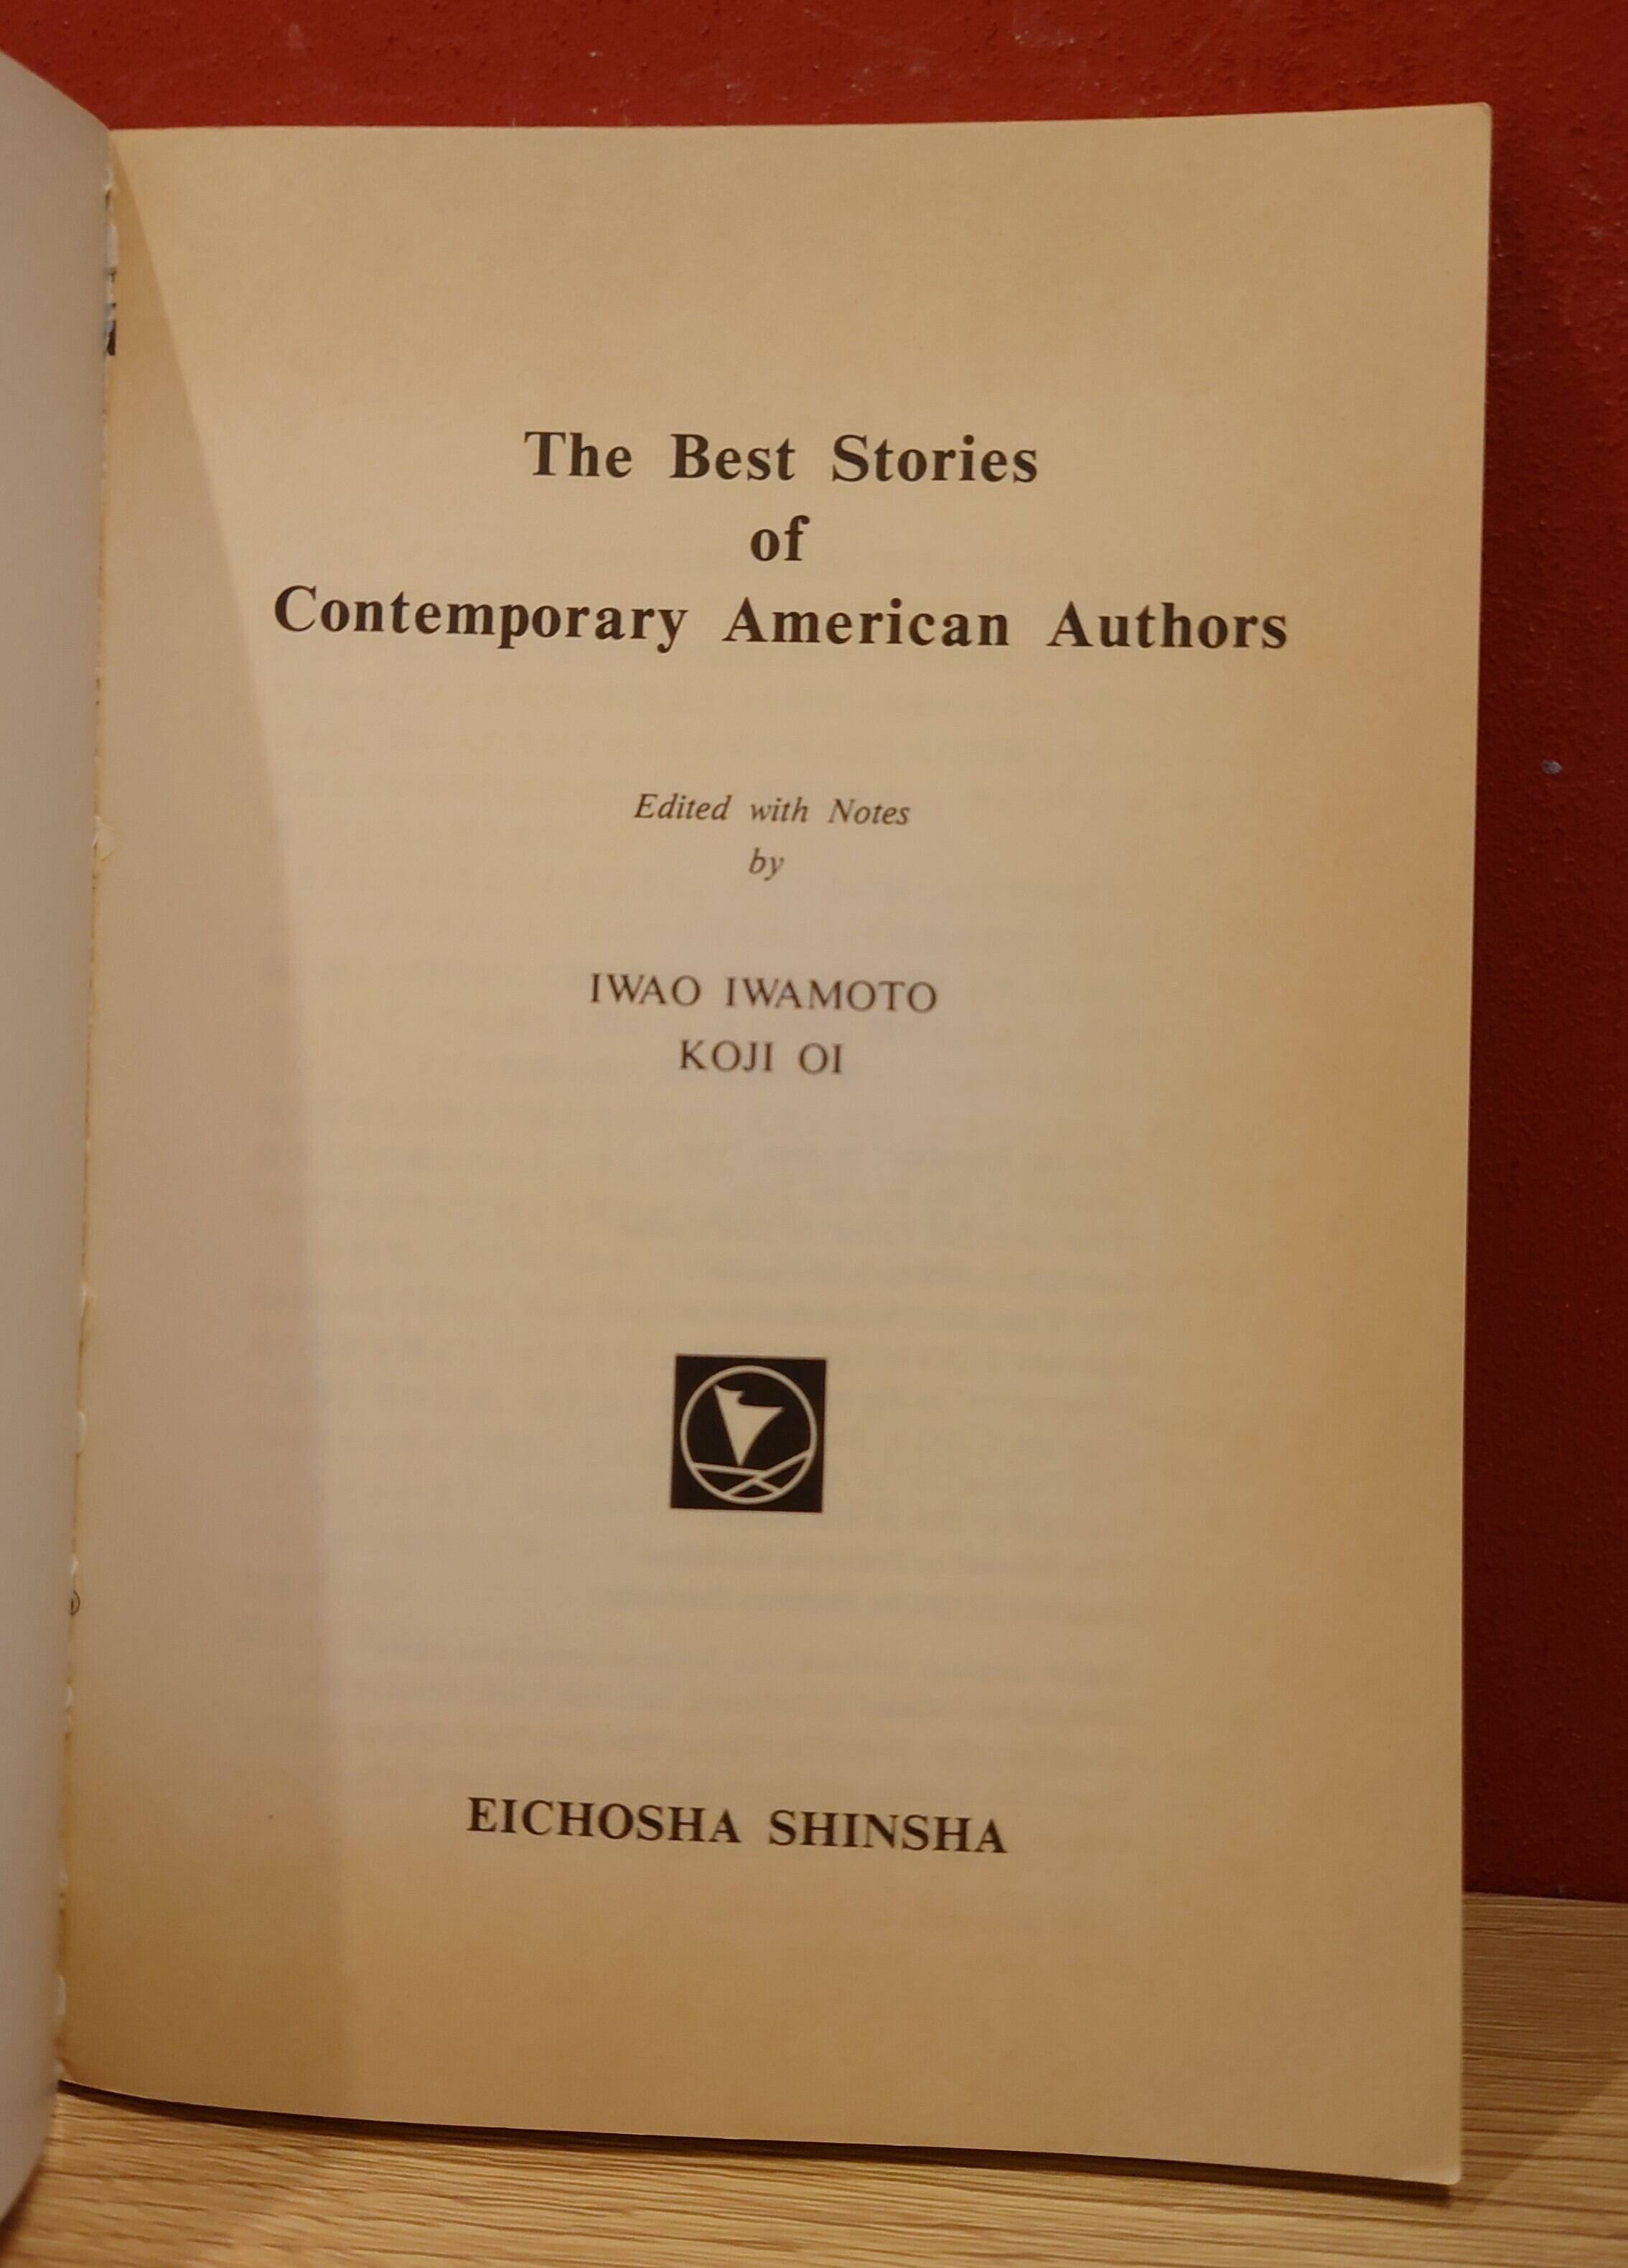 The Best Stories
of
Contemporary American Authors
Edited with Notes
by
IWAO IWAMOTO
KOJI OI
EICHOSHA SHINSHA